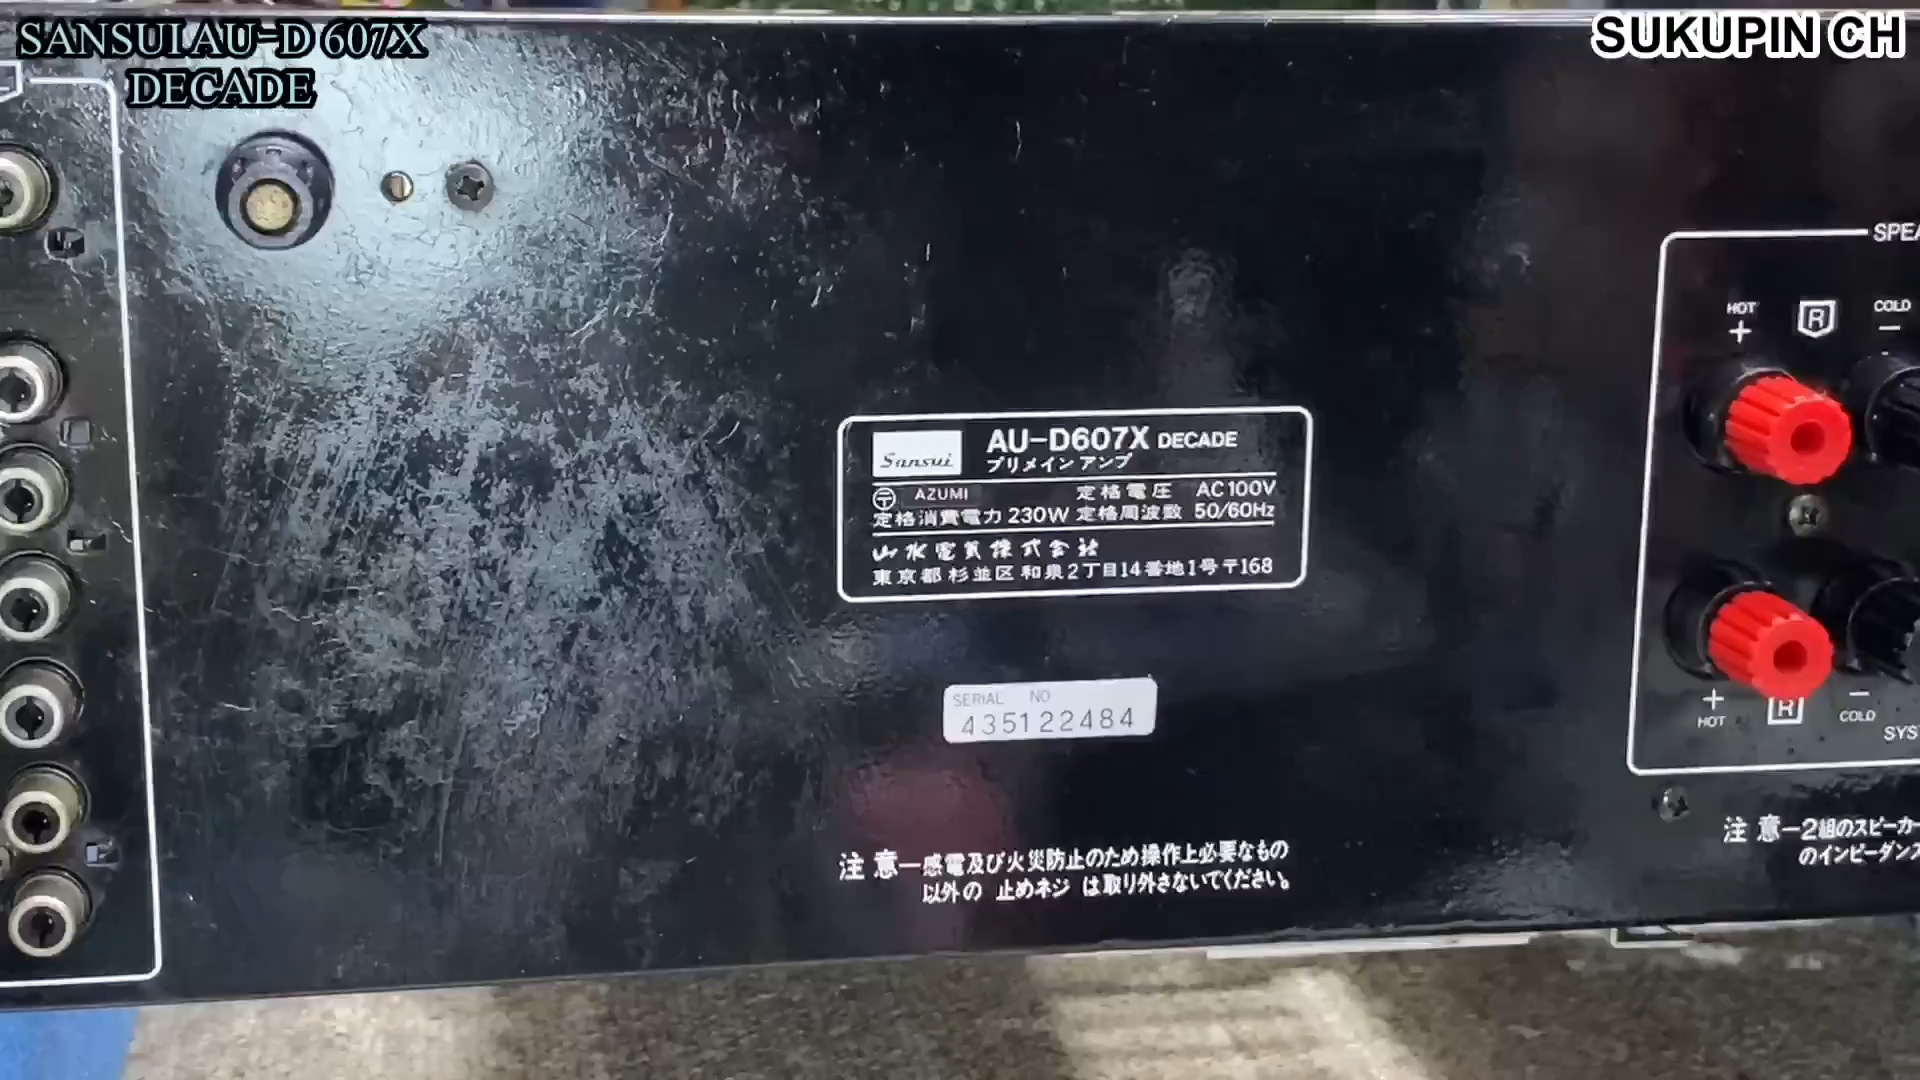 SANSUI AU-D 607X
DECADE
SUKUPIN CH
Sansui
AU-D607X DECADE
プリメインアンプ
〒 AZUMI 定格電圧 AC100V
定格消費電力 230W 定格周波数 50/60Hz
山水電気株式会社
東京都杉並区和泉2丁目14番地1号〒168
SERIAL NO
435122484
注意―感電及び火災防止のため操作上必要なもの
以外の 止めネジ は取り外さないでください。
SPEA
HOT R COLD
+ −
+ R −
HOT COLD
SYS
注意―2組のスピーカー
のインピーダンス